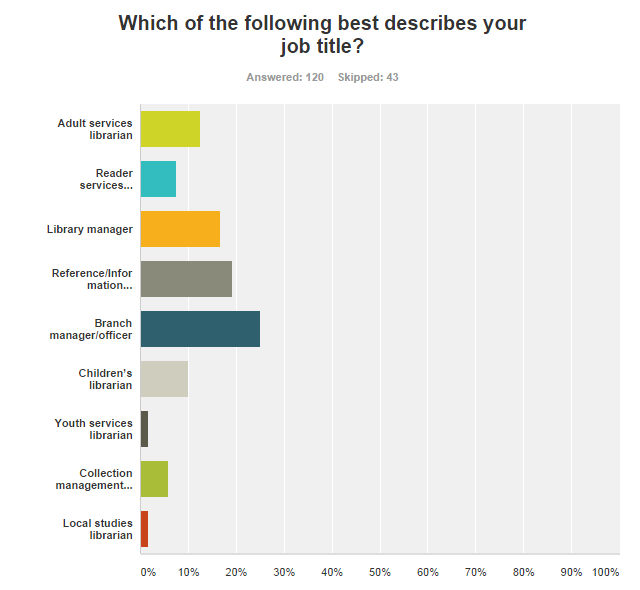 Which of the following best describes your
job title?
Answered: 120 Skipped: 43
Adult services
librarian
Reader
services...
Library manager
Reference/Infor
mation...
Branch
manager/officer
Children's
librarian
Youth services
librarian
Collection
management...
Local studies
librarian
0% 10% 20% 30% 40% 50% 60% 70% 80% 90% 100%